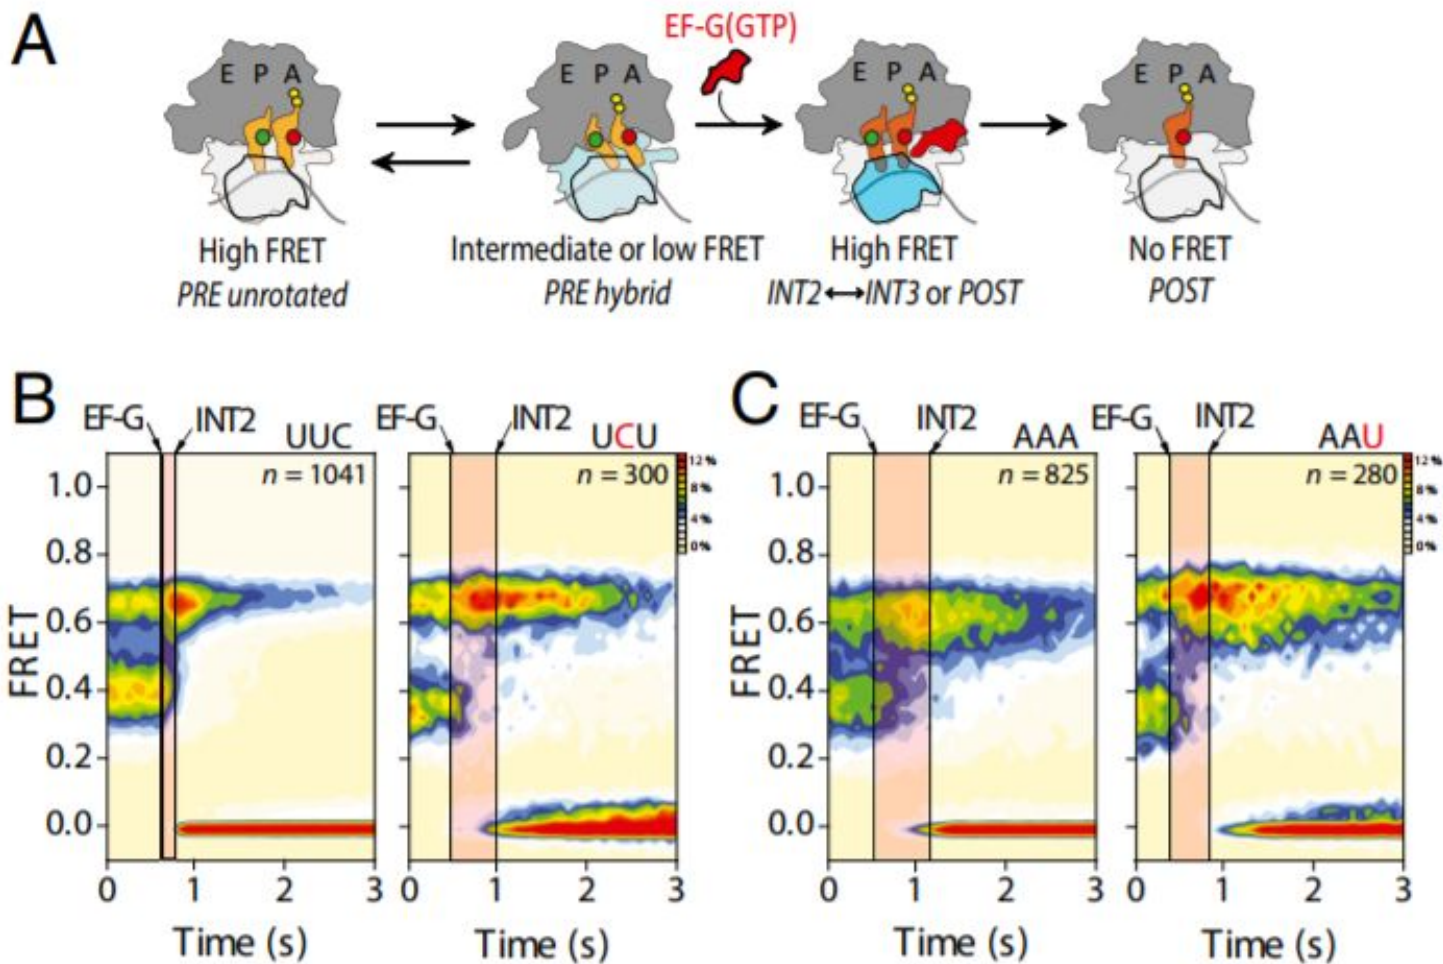 A
EF-G(GTP)
E P A
E P A
E P A
E P A
High FRET
PRE unrotated
Intermediate or low FRET
PRE hybrid
High FRET
INT2↔INT3 or POST
No FRET
POST
B
EF-G
INT2
UUC
n = 1041
EF-G
INT2
UCU
n = 300
12%
8%
4%
0%
FRET
1.0
0.8
0.6
0.4
0.2
0.0
0 1 2 3
Time (s)
0 1 2 3
Time (s)
C
EF-G
INT2
AAA
n = 825
EF-G
INT2
AAU
n = 280
12%
8%
4%
0%
FRET
1.0
0.8
0.6
0.4
0.2
0.0
0 1 2 3
Time (s)
0 1 2 3
Time (s)